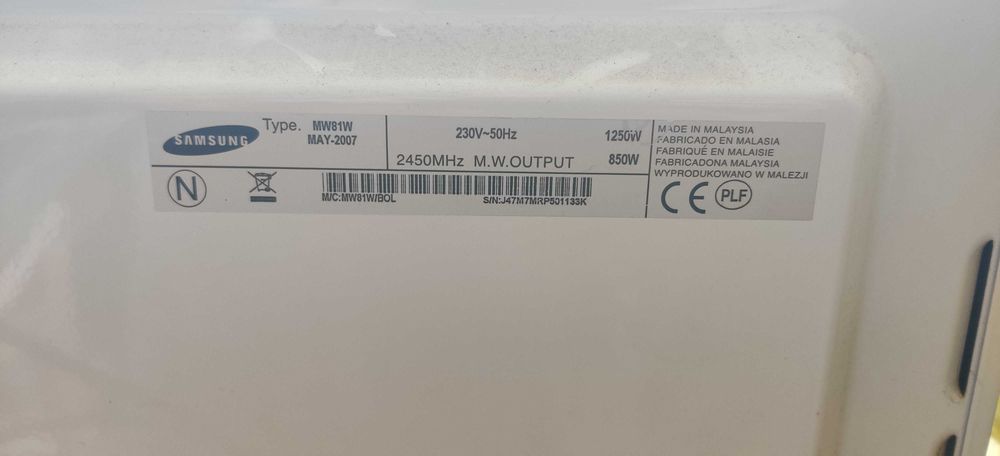 SAMSUNG
Type. MW81W
MAY-2007
230V~50Hz 1250W
2450MHz M.W.OUTPUT 850W
MADE IN MALAYSIA
FABRICADO EN MALASIA
FABRIQUÉ EN MALAISIE
FABRICADONA MALAYSIA
WYPRODUKOWANO W MALEZJI
N
M/C:MW81W/BOL S/N:J47M7MRP501133K
CE PLF